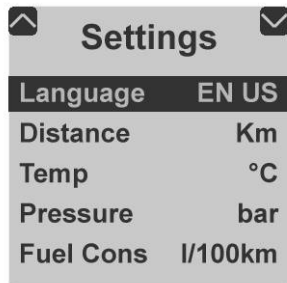 Settings
Language EN US
Distance Km
Temp °C
Pressure bar
Fuel Cons l/100km